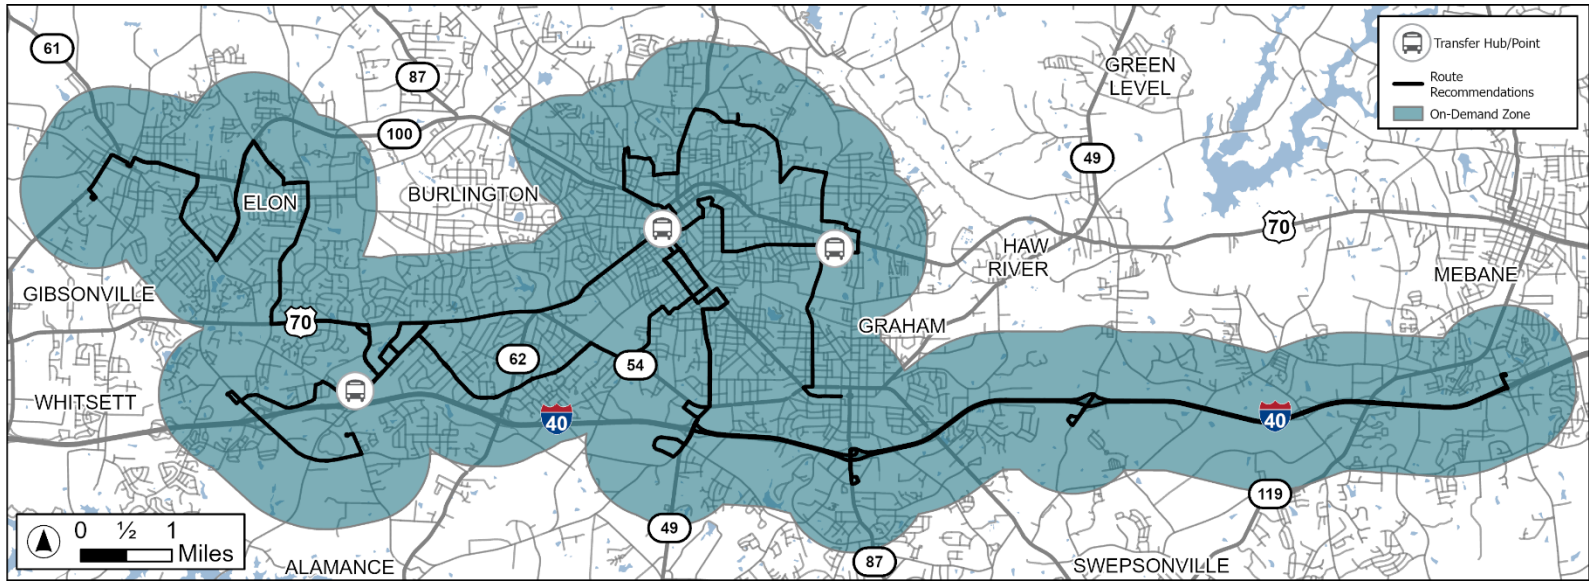 61
87
GREEN
LEVEL
Transfer Hub/Point
Route
Recommendations
On-Demand Zone
100
49
ELON
BURLINGTON
70
HAW
RIVER
MEBANE
GIBSONVILLE
70
GRAHAM
62
54
WHITSETT
40
40
119
0 ½ 1
Miles
49
87
ALAMANCE
SWEPSONVILLE